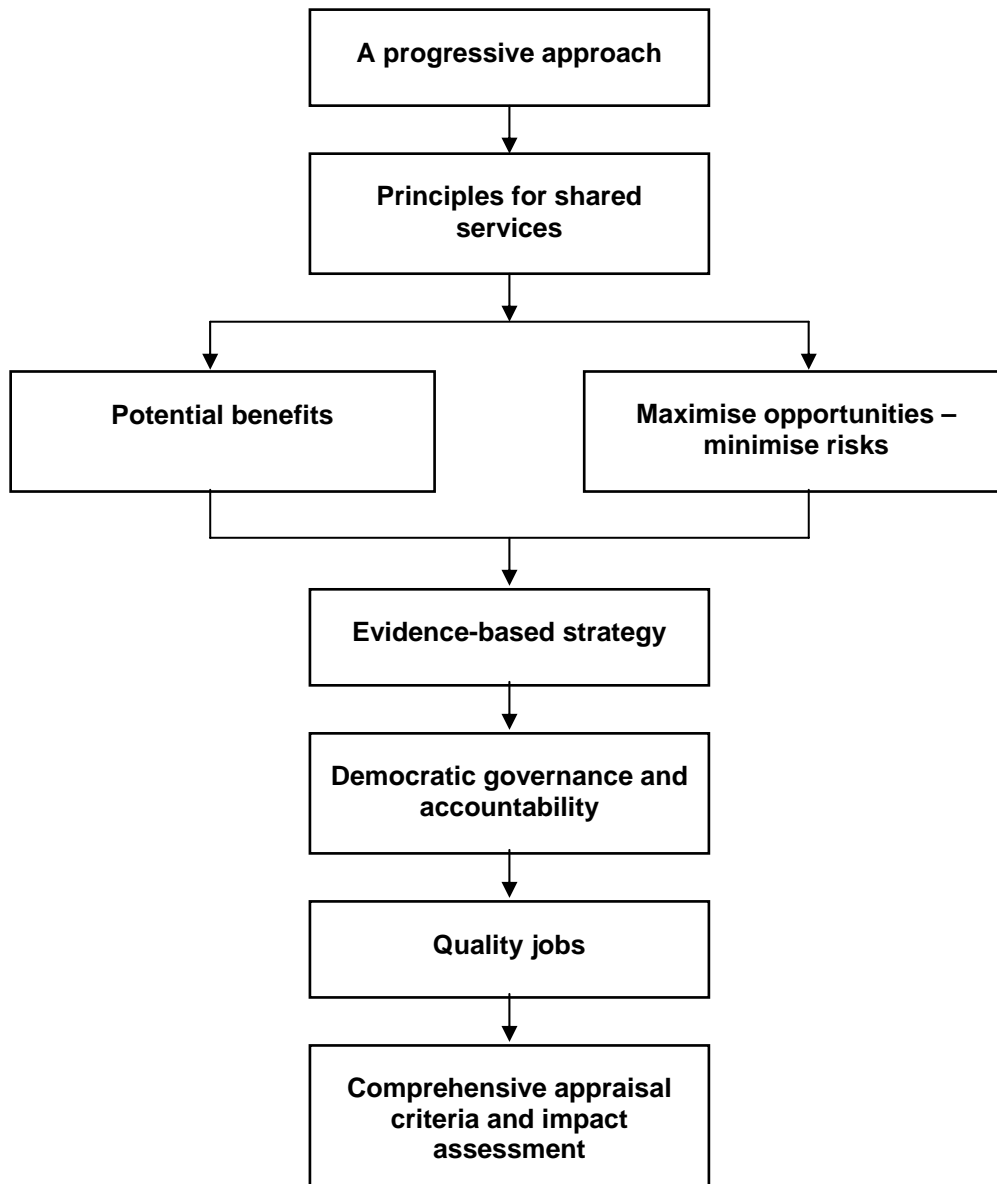 A progressive approach
Principles for shared
services
Potential benefits
Maximise opportunities –
minimise risks
Evidence-based strategy
Democratic governance and
accountability
Quality jobs
Comprehensive appraisal
criteria and impact
assessment